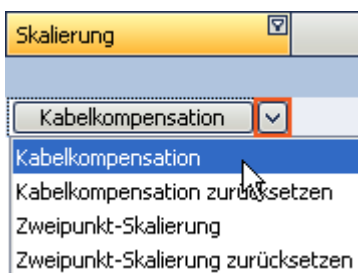 Skalierung
Kabelkompensation
Kabelkompensation
Kabelkompensation zurücksetzen
Zweipunkt-Skalierung
Zweipunkt-Skalierung zurücksetzen